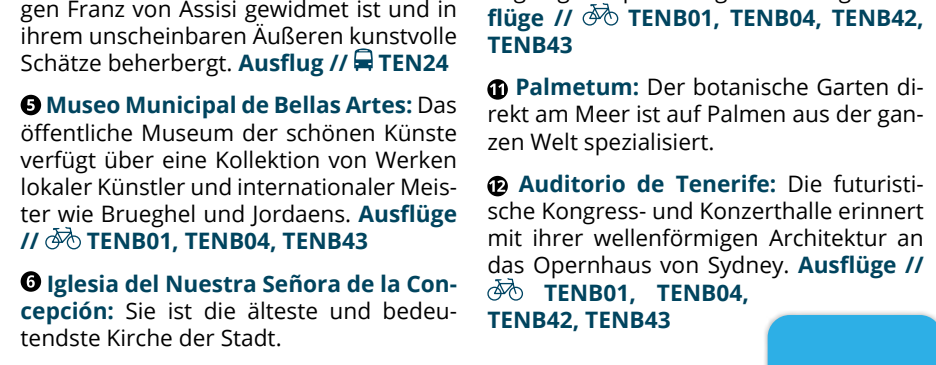 gen Franz von Assisi gewidmet ist und in
ihrem unscheinbaren Äußeren kunstvolle
Schätze beherbergt. Ausflug // TEN24
5 Museo Municipal de Bellas Artes: Das
öffentliche Museum der schönen Künste
verfügt über eine Kollektion von Werken
lokaler Künstler und internationaler Meis-
ter wie Brueghel und Jordaens. Ausflüge
// TENB01, TENB04, TENB43
6 Iglesia del Nuestra Señora de la Con-
cepción: Sie ist die älteste und bedeu-
tendste Kirche der Stadt.
flüge // TENB01, TENB04, TENB42,
TENB43
11 Palmetum: Der botanische Garten di-
rekt am Meer ist auf Palmen aus der gan-
zen Welt spezialisiert.
12 Auditorio de Tenerife: Die futuristi-
sche Kongress- und Konzerthalle erinnert
mit ihrer wellenförmigen Architektur an
das Opernhaus von Sydney. Ausflüge //
TENB01, TENB04,
TENB42, TENB43